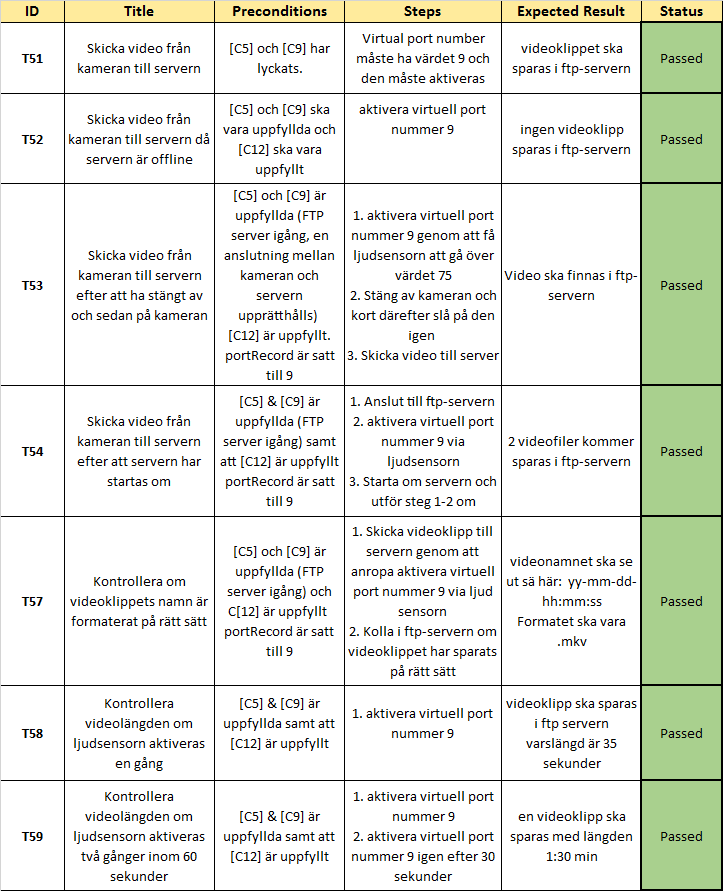 ID Title Preconditions Steps Expected Result Status
T51
Skicka video från
kameran till servern
[C5] och [C9] har
lyckats.
Virtual port number
måste ha värdet 9 och
den måste aktiveras
videoklippet ska
sparas i ftp-servern
Passed
T52
Skicka video från
kameran till servern då
servern är offline
[C5] och [C9] ska
vara uppfyllda och
[C12] ska vara
uppfyllt
aktivera virtuell port
nummer 9
ingen videoklipp
sparas i ftp-servern
Passed
T53
Skicka video från
kameran till servern
efter att ha stängt av
och sedan på kameran
[C5] och [C9] är
uppfyllda (FTP
server igång, en
anslutning mellan
kameran och
servern
upprätthålls)
[C12] är uppfyllt.
portRecord är satt
till 9
1. aktivera virtuell port
nummer 9 genom att få
ljudsensorn att gå över
värdet 75
2. Stäng av kameran och
kort därefter slå på den
igen
3. Skicka video till server
Video ska finnas i ftp-
servern
Passed
T54
Skicka video från
kameran till servern
efter att servern har
startas om
[C5] & [C9] är
uppfyllda (FTP
server igång) samt
att [C12] är uppfyllt
portRecord är satt
till 9
1. Anslut till ftp-servern
2. aktivera virtuell port
nummer 9 via
ljudsensorn
3. Starta om servern och
utför steg 1-2 om
2 videofiler kommer
sparas i ftp-servern
Passed
T57
Kontrollera om
videoklippets namn är
formaterat på rätt sätt
[C5] och [C9] är
uppfyllda (FTP
server igång) och
C[12] är uppfyllt
portRecord är satt
till 9
1. Skicka videoklipp till
servern genom att
anropa aktivera virtuell
port nummer 9 via ljud
sensorn
2. Kolla i ftp-servern om
videoklippet har sparats
på rätt sätt
videonamnet ska se
ut sä här: yy-mm-dd-
hh:mm:ss
Formatet ska vara
.mkv
Passed
T58
Kontrollera
videolängden om
ljudsensorn aktiveras
en gång
[C5] & [C9] är
uppfyllda samt att
[C12] är uppfyllt
1. aktivera virtuell port
nummer 9
videoklipp ska sparas
i ftp servern
varslängd är 35
sekunder
Passed
T59
Kontrollera
videolängden om
ljudsensorn aktiveras
två gånger inom 60
sekunder
[C5] & [C9] är
uppfyllda samt att
[C12] är uppfyllt
1. aktivera virtuell port
nummer 9
2. aktivera virtuell port
nummer 9 igen efter 30
sekunder
en videoklipp ska
sparas med längden
1:30 min
Passed